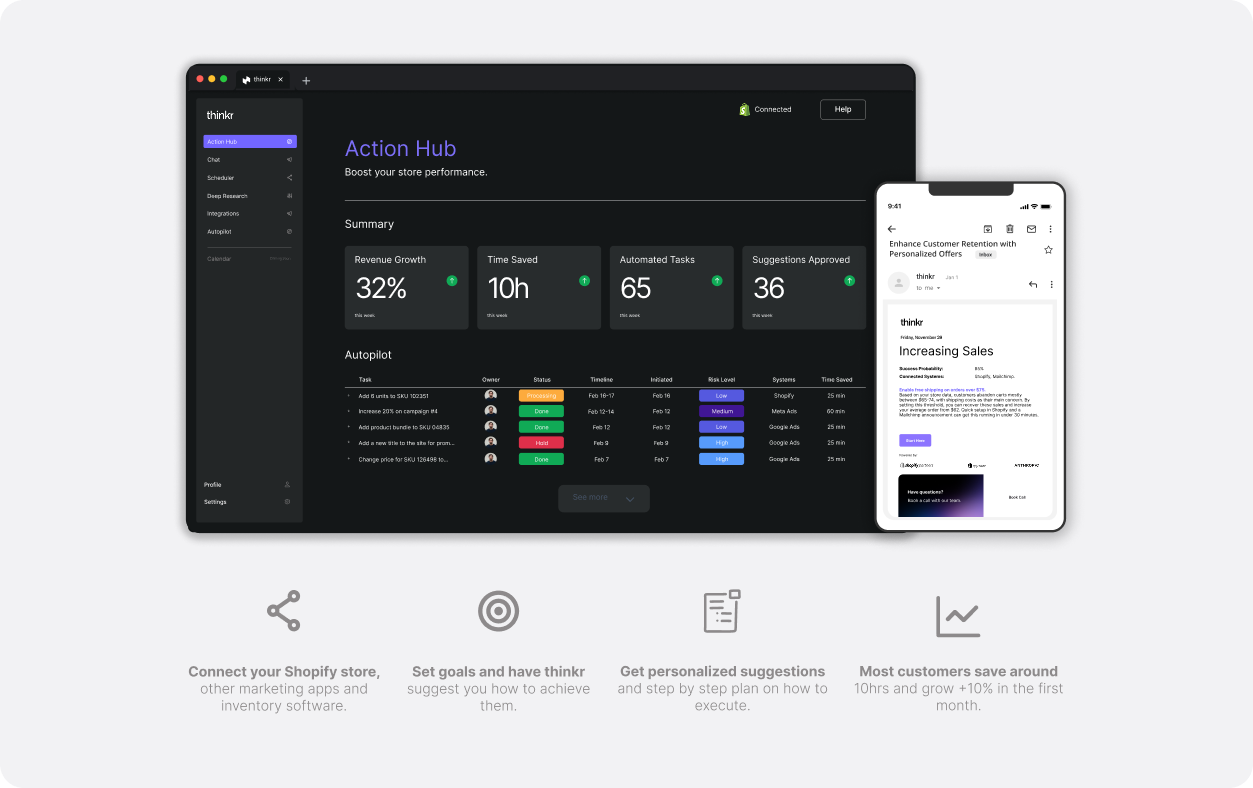 thinkr
thinkr
Action Hub
Chat
Scheduler
Deep Research
Integrations
Autopilot
Calendar
Profile
Settings
Connected
Help
Action Hub
Boost your store performance.
Summary
Revenue Growth
32%
this week
Time Saved
10h
this week
Automated Tasks
65
this week
Suggestions Approved
36
this week
Autopilot
Task Owner Status Timeline Initiated Risk Level Systems Time Saved
Add 6 units to SKU 102351 Processing Feb 16-17 Feb 16 Low Shopify 25 min
Increase 20% on campaign #4 Done Feb 12-14 Feb 12 Medium Meta Ads 60 min
Add product bundle to SKU 04835 Done Feb 12 Feb 12 Low Google Ads 25 min
Add a new title to the site for prom... Hold Feb 9 Feb 9 High Google Ads 25 min
Change price for SKU 126498 to... Done Feb 7 Feb 7 High Google Ads 25 min
See more
9:41
Enhance Customer Retention with
Personalized Offers Inbox
thinkr Jan 1
to me
thinkr
Friday, November 29
Increasing Sales
Success Probability: 85%
Connected Systems: Shopify, Mailchimp.
Enable free shipping on orders over $75.
Based on your store data, customers abandon carts mostly
between $65-74, with shipping costs as their main concern. By
setting this threshold, you can recover these sales and increase
your average order from $62. Quick setup in Shopify and a
Mailchimp announcement can get this running in under 30 minutes.
Start Here
Powered by:
shopify partners
ANTHROP\C
Have questions?
Book a call with our team.
Book Call
Connect your Shopify store,
other marketing apps and
inventory software.
Set goals and have thinkr
suggest you how to achieve
them.
Get personalized suggestions
and step by step plan on how to
execute.
Most customers save around
10hrs and grow +10% in the first
month.